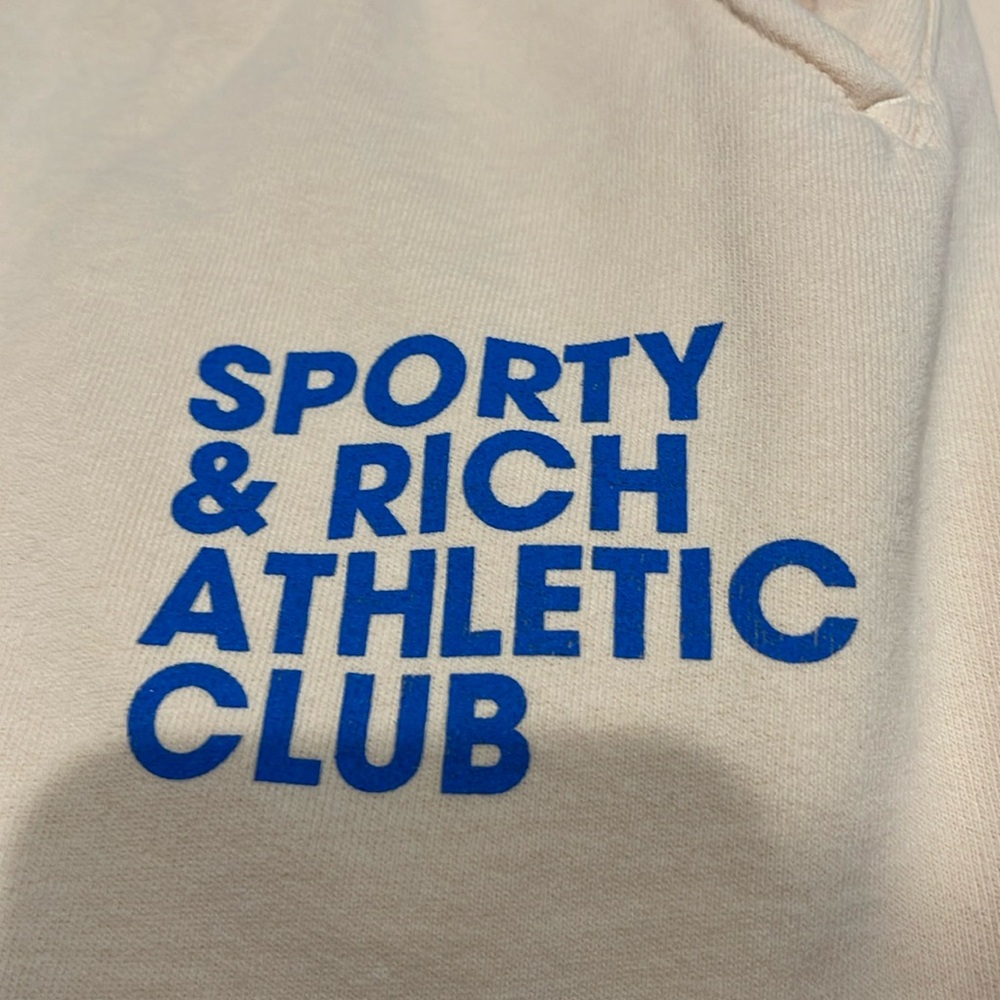 SPORTY
& RICH
ATHLETIC
CLUB